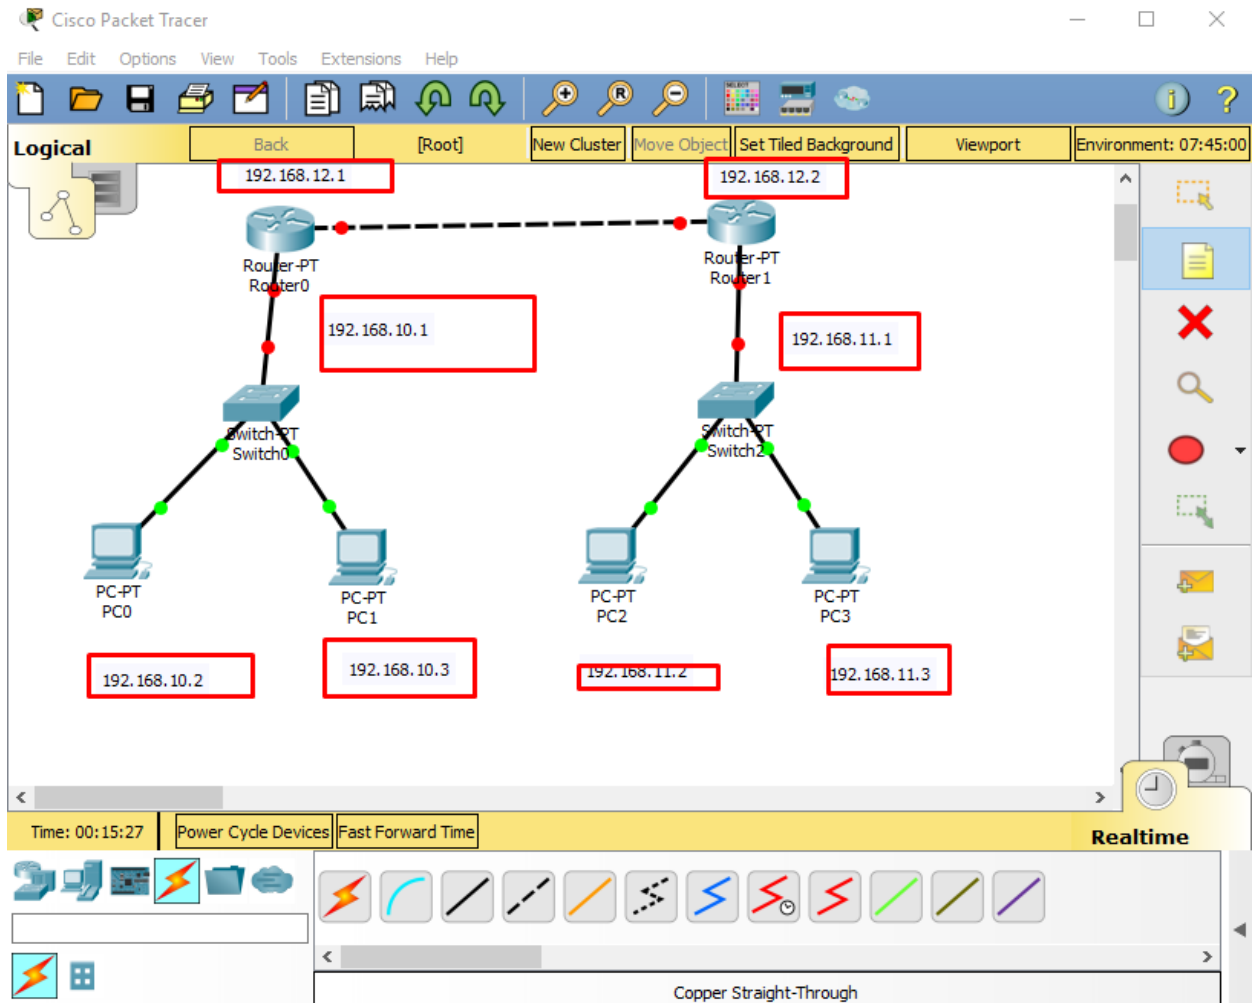 Cisco Packet Tracer
File Edit Options View Tools Extensions Help
SELECT
i ?
Logical Back [Root] New Cluster Move Object Set Tiled Background Viewport Environment: 07:45:00
192.168.12.1 192.168.12.2
Router-PT
Router0
Router-PT
Router1
192.168.10.1
192.168.11.1
Switch-PT
Switch0
Switch-PT
Switch2
PC-PT
PC0
PC-PT
PC1
PC-PT
PC2
PC-PT
PC3
192.168.10.2
192.168.10.3
192.168.11.2
192.168.11.3
Time: 00:15:27 Power Cycle Devices Fast Forward Time
Realtime
Copper Straight-Through